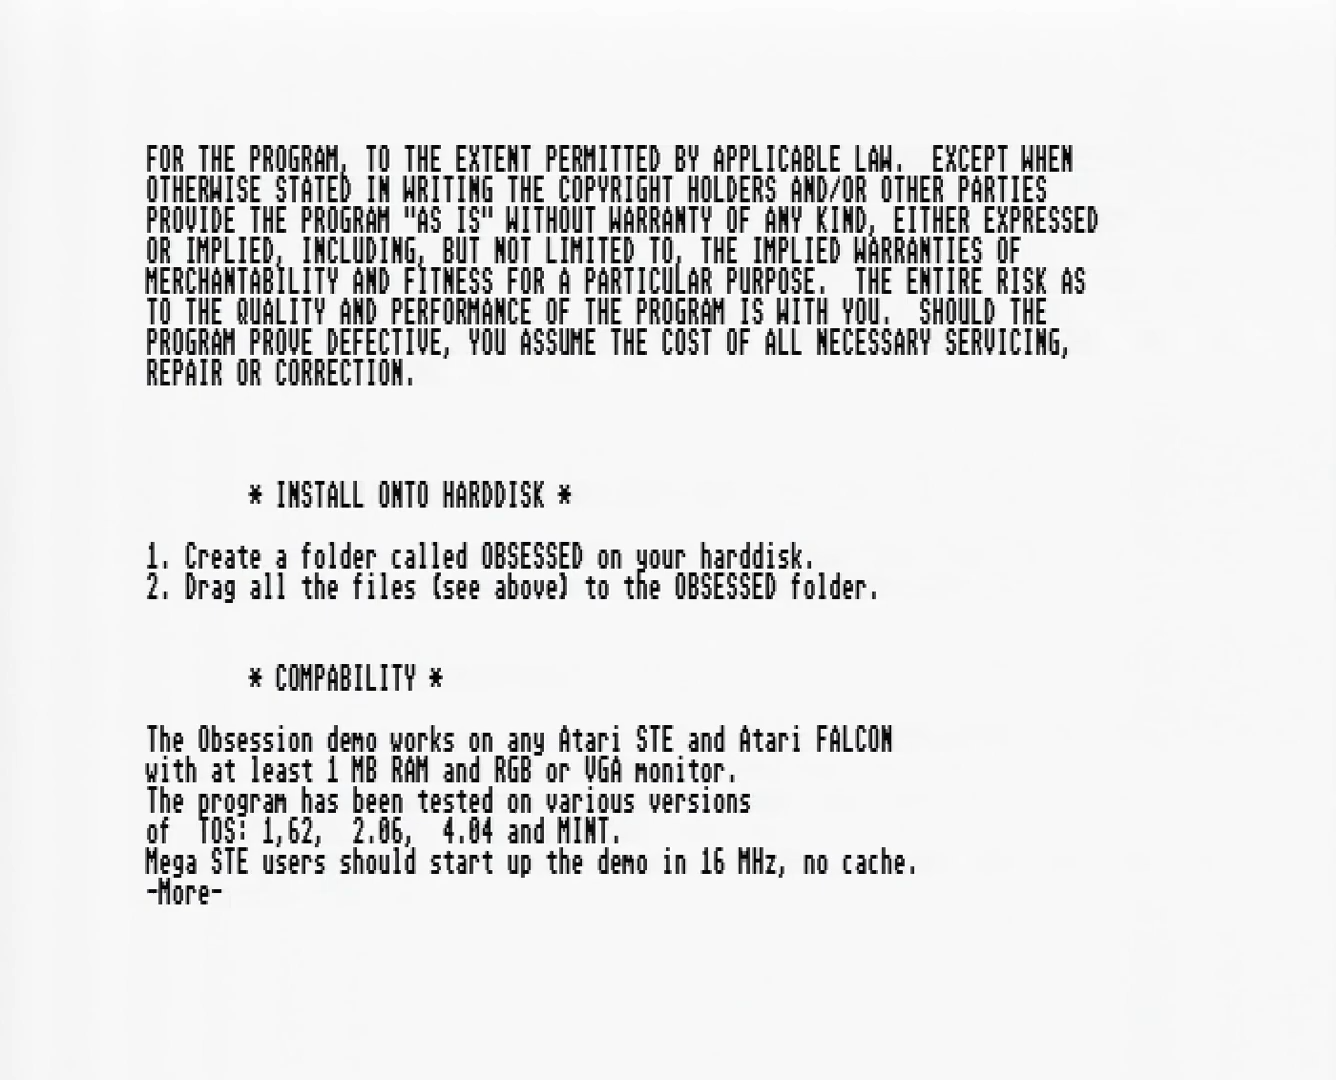 FOR THE PROGRAM, TO THE EXTENT PERMITTED BY APPLICABLE LAW.  EXCEPT WHEN
OTHERWISE STATED IN WRITING THE COPYRIGHT HOLDERS AND/OR OTHER PARTIES
PROVIDE THE PROGRAM "AS IS" WITHOUT WARRANTY OF ANY KIND, EITHER EXPRESSED
OR IMPLIED, INCLUDING, BUT NOT LIMITED TO, THE IMPLIED WARRANTIES OF
MERCHANTABILITY AND FITNESS FOR A PARTICULAR PURPOSE.  THE ENTIRE RISK AS
TO THE QUALITY AND PERFORMANCE OF THE PROGRAM IS WITH YOU.  SHOULD THE
PROGRAM PROVE DEFECTIVE, YOU ASSUME THE COST OF ALL NECESSARY SERVICING,
REPAIR OR CORRECTION.
* INSTALL ONTO HARDDISK *
1. Create a folder called OBSESSED on your harddisk.
2. Drag all the files (see above) to the OBSESSED folder.
* COMPABILITY *
The Obsession demo works on any Atari STE and Atari FALCON
with at least 1 MB RAM and RGB or VGA monitor.
The program has been tested on various versions
of  TOS: 1,62,  2.06,  4.04 and MINT.
Mega STE users should start up the demo in 16 MHz, no cache.
-More-